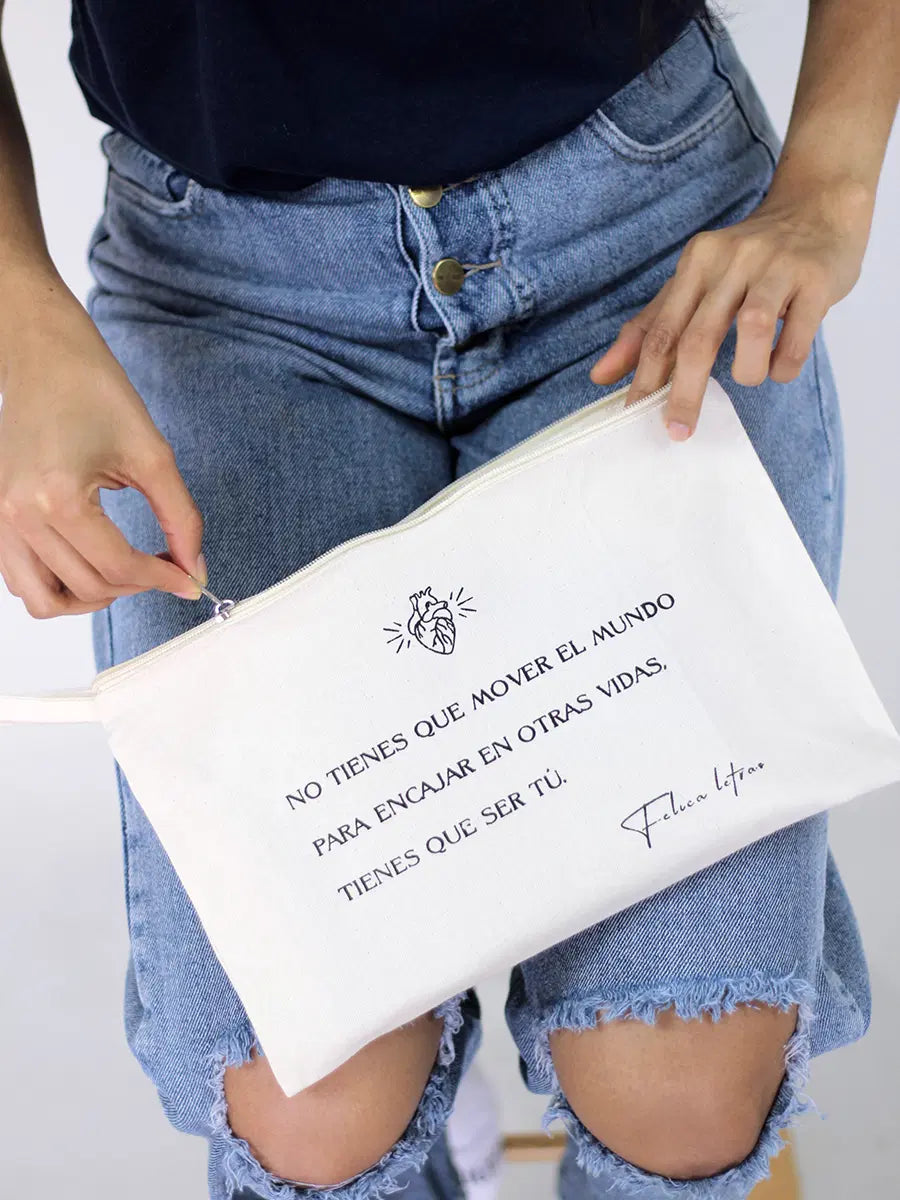 NO TIENES QUE MOVER EL MUNDO
PARA ENCAJAR EN OTRAS VIDAS,
TIENES QUE SER TÚ.
Felica letras